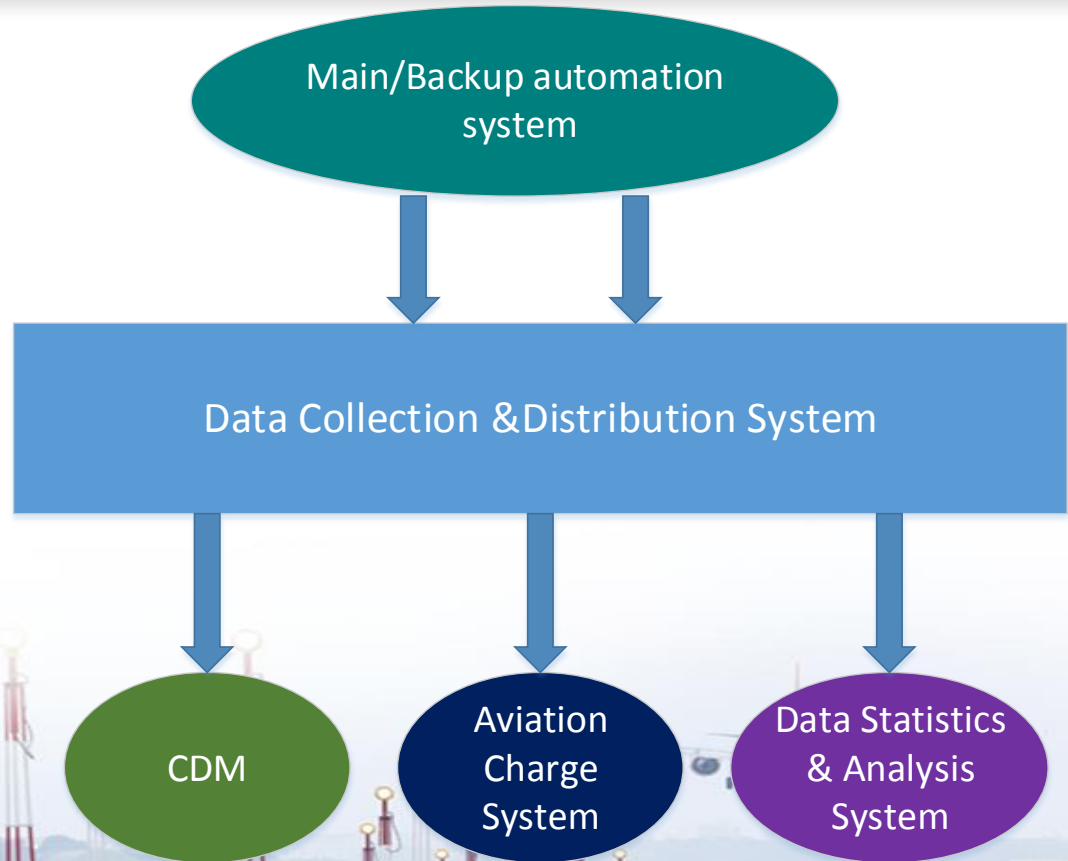 Main/Backup automation
system
Data Collection &Distribution System
CDM
Aviation
Charge
System
Data Statistics
& Analysis
System